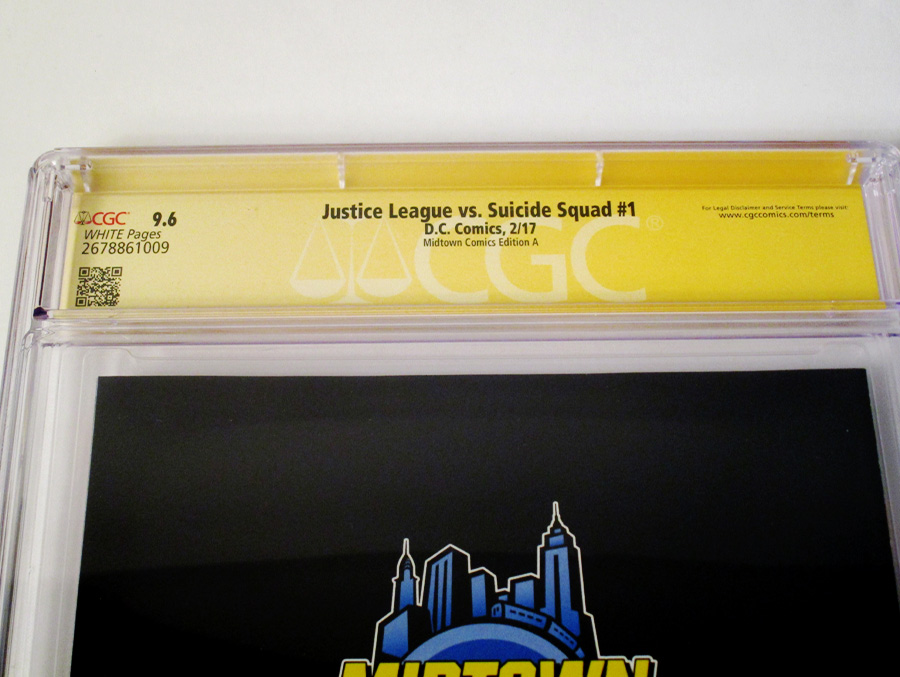 CGC 9.6
WHITE Pages
2678861009
Justice League vs. Suicide Squad #1
D.C. Comics, 2/17
Midtown Comics Edition A
For Legal Disclaimer and Service Terms please visit:
www.cgccomics.com/terms
CGC®
MIDTOWN